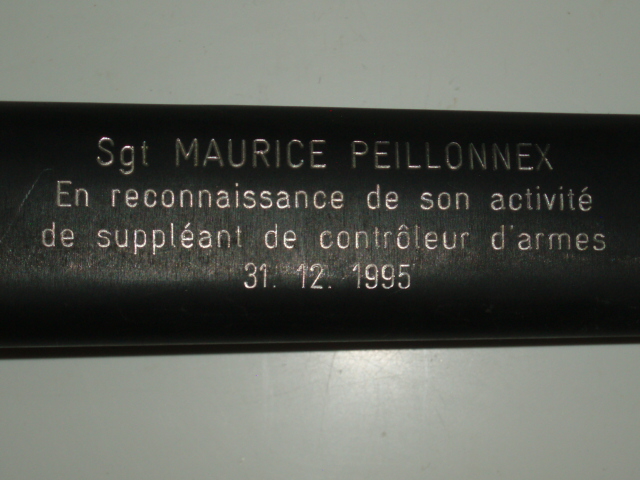 Sgt MAURICE PEILLONNEX
En reconnaissance de son activité
de suppléant de contrôleur d'armes
31. 12. 1995